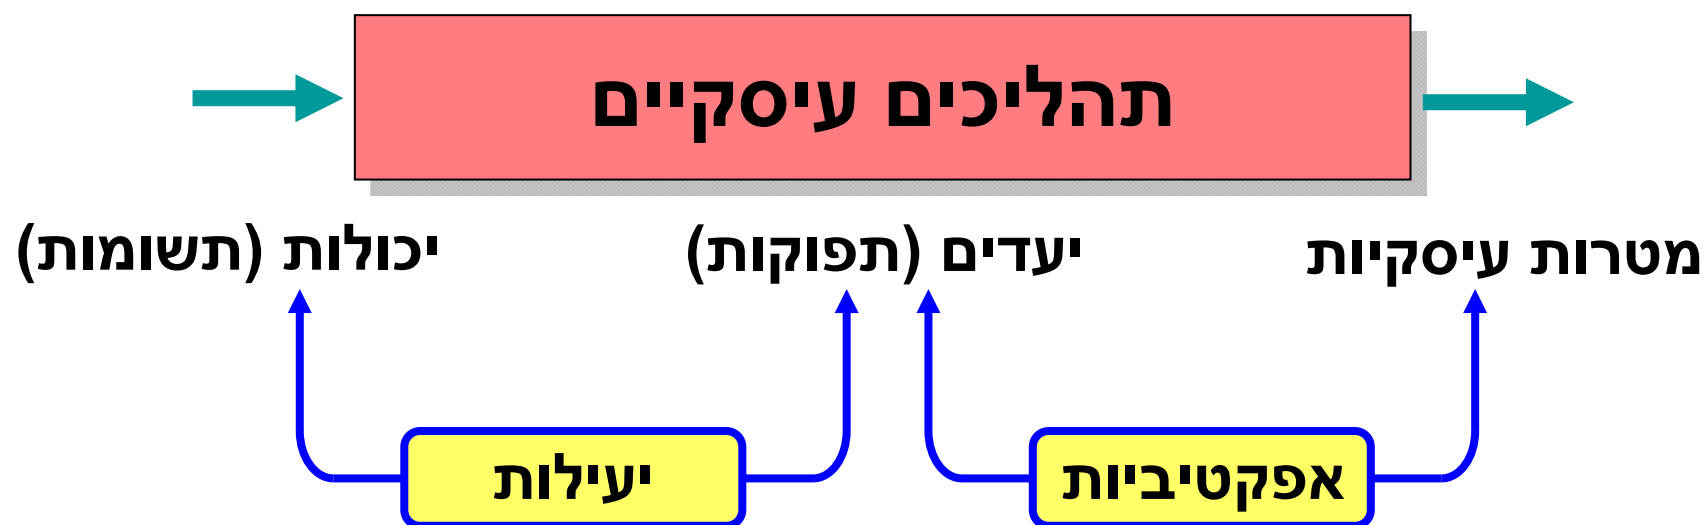 תהליכים עיסקיים
מטרות עיסקיות
יעדים (תפוקות)
יכולות (תשומות)
אפקטיביות
יעילות